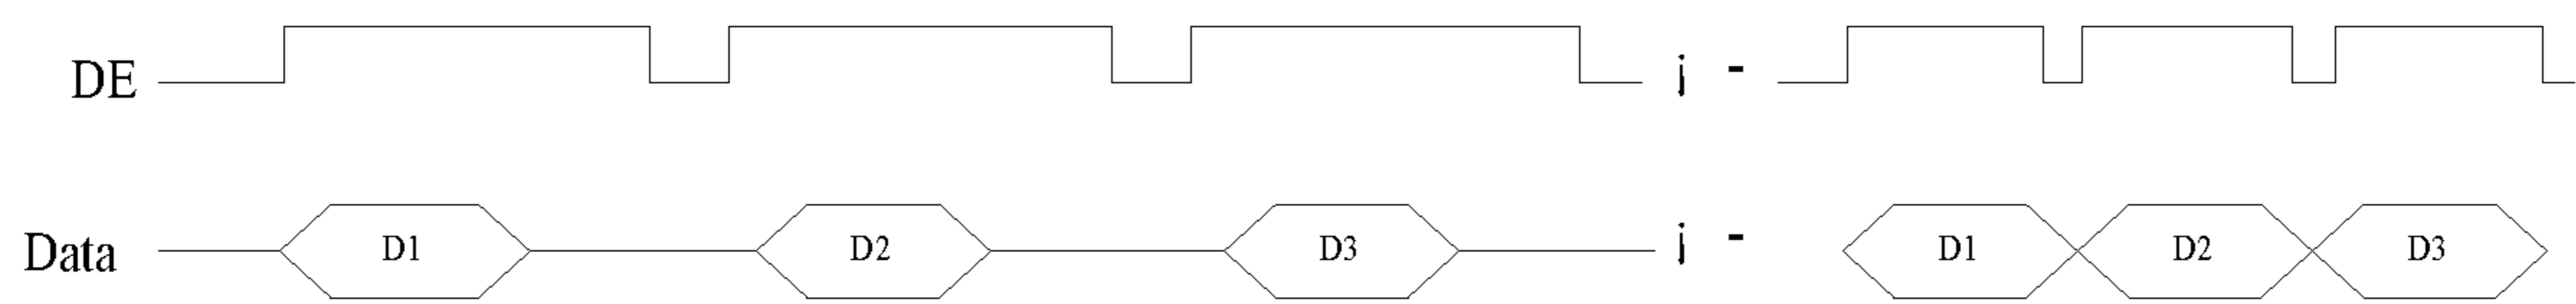 DE j -
D1 D2 D3 D1 D2 D3
Data j -